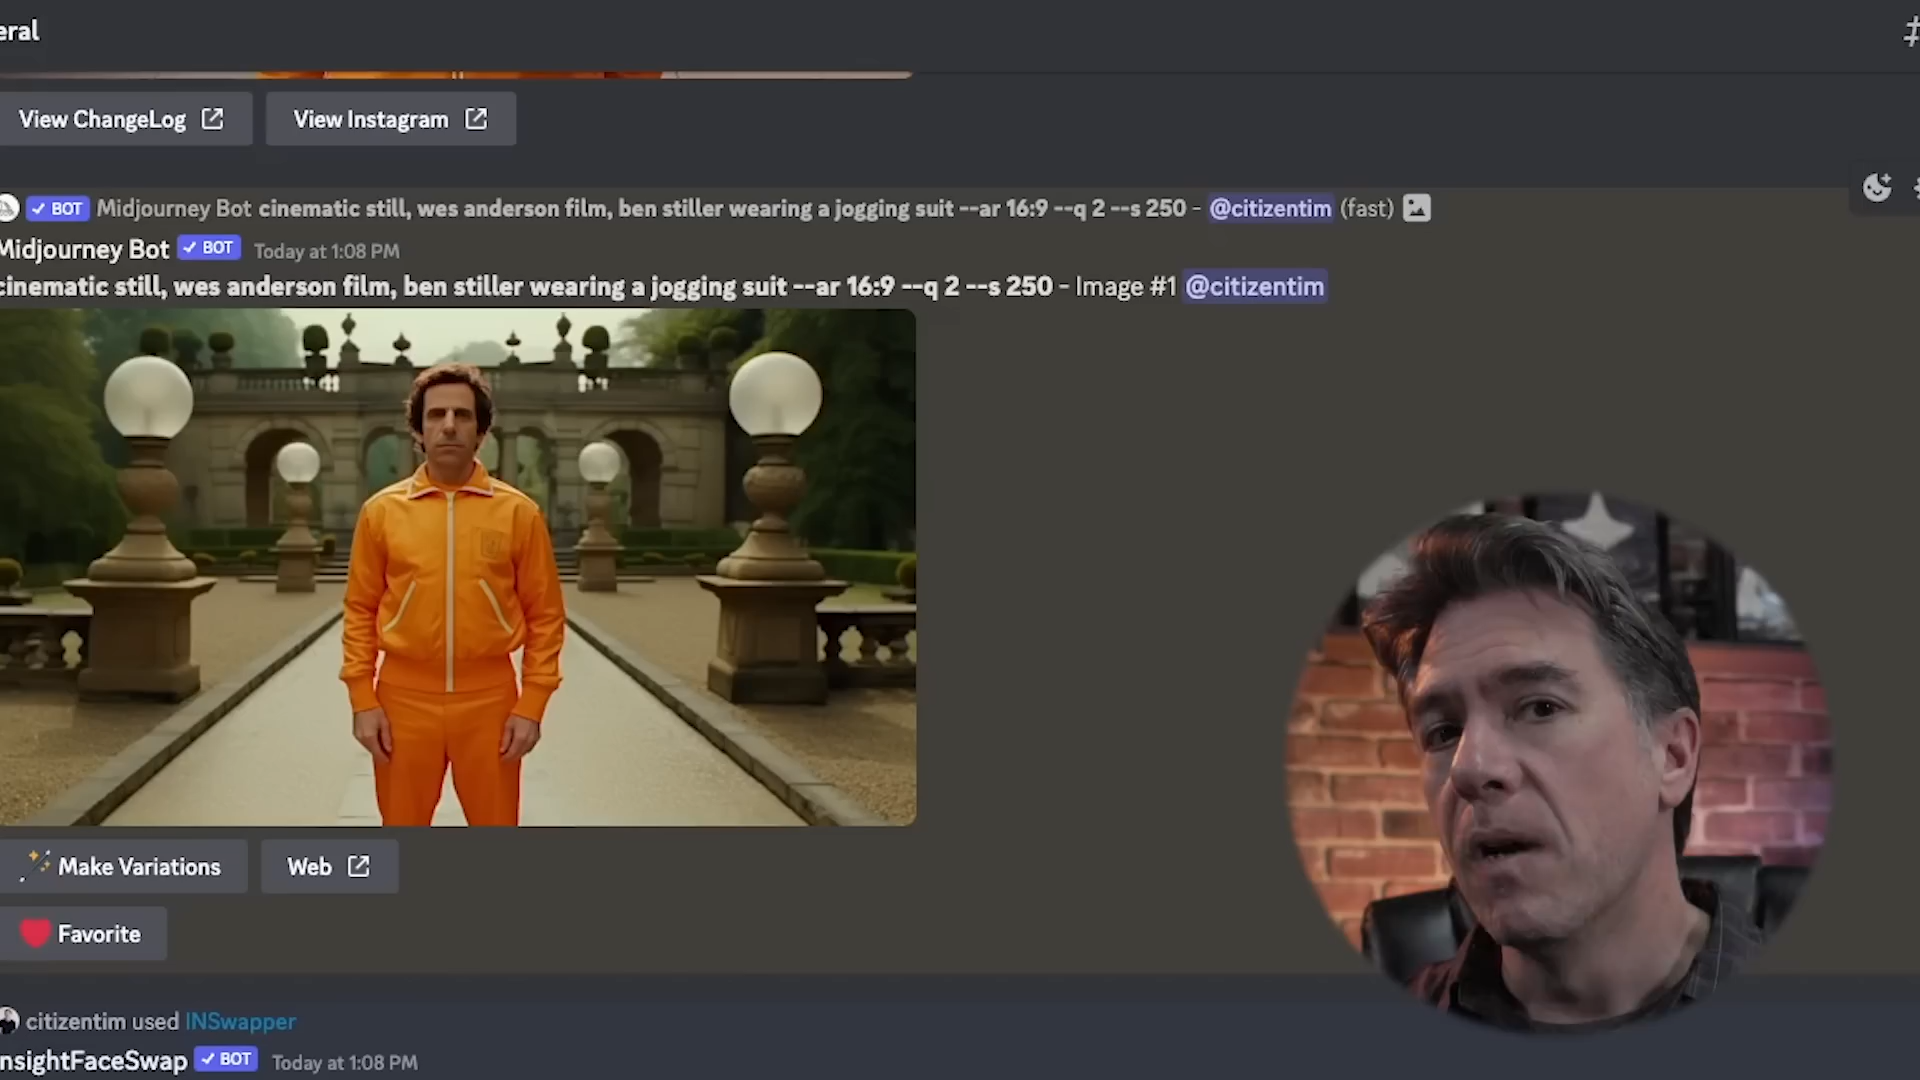 eral
View ChangeLog
View Instagram
BOT Midjourney Bot cinematic still, wes anderson film, ben stiller wearing a jogging suit --ar 16:9 --q 2 --s 250 - @citizentim (fast)
Midjourney Bot BOT Today at 1:08 PM
cinematic still, wes anderson film, ben stiller wearing a jogging suit --ar 16:9 --q 2 --s 250 - Image #1 @citizentim
Make Variations
Web
Favorite
citizentim used INSwapper
nsightFaceSwap BOT Today at 1:08 PM